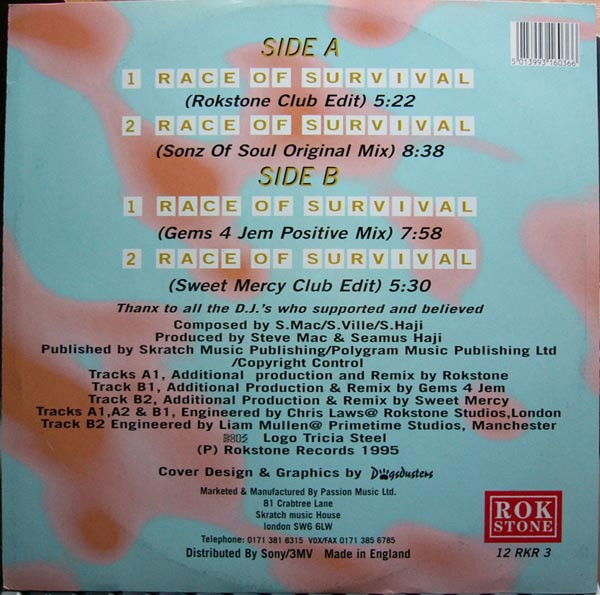 SIDE A
1 RACE OF SURVIVAL
(Rokstone Club Edit) 5:22
2 RACE OF SURVIVAL
(Sonz Of Soul Original Mix) 8:38
SIDE B
1 RACE OF SURVIVAL
(Gems 4 Jem Positive Mix) 7:58
2 RACE OF SURVIVAL
(Sweet Mercy Club Edit) 5:30
Thanx to all the D.J.'s who supported and believed
Composed by S.Mac/S.Ville/S.Haji
Produced by Steve Mac & Seamus Haji
Published by Skratch Music Publishing/Polygram Music Publishing Ltd
/Copyright Control
Tracks A1, Additional production and Remix by Rokstone
Track B1, Additional Production & Remix by Gems 4 Jem
Track B2, Additional Production & Remix by Sweet Mercy
Tracks A1,A2 & B1, Engineered by Chris Laws@ Rokstone Studios,London
Track B2 Engineered by Liam Mullen@ Primetime Studios, Manchester
Logo Tricia Steel
(P) Rokstone Records 1995
Cover Design & Graphics by Dogsdusters
Marketed & Manufactured By Passion Music Ltd.
81 Crabtree Lane
Skratch music House
london SW6 6LW
Telephone: 0171 381 8315 VOX/FAX 0171 385 6785
Distributed By Sony/3MV Made in England
5 013993 160366
ROK
STONE
12 RKR 3